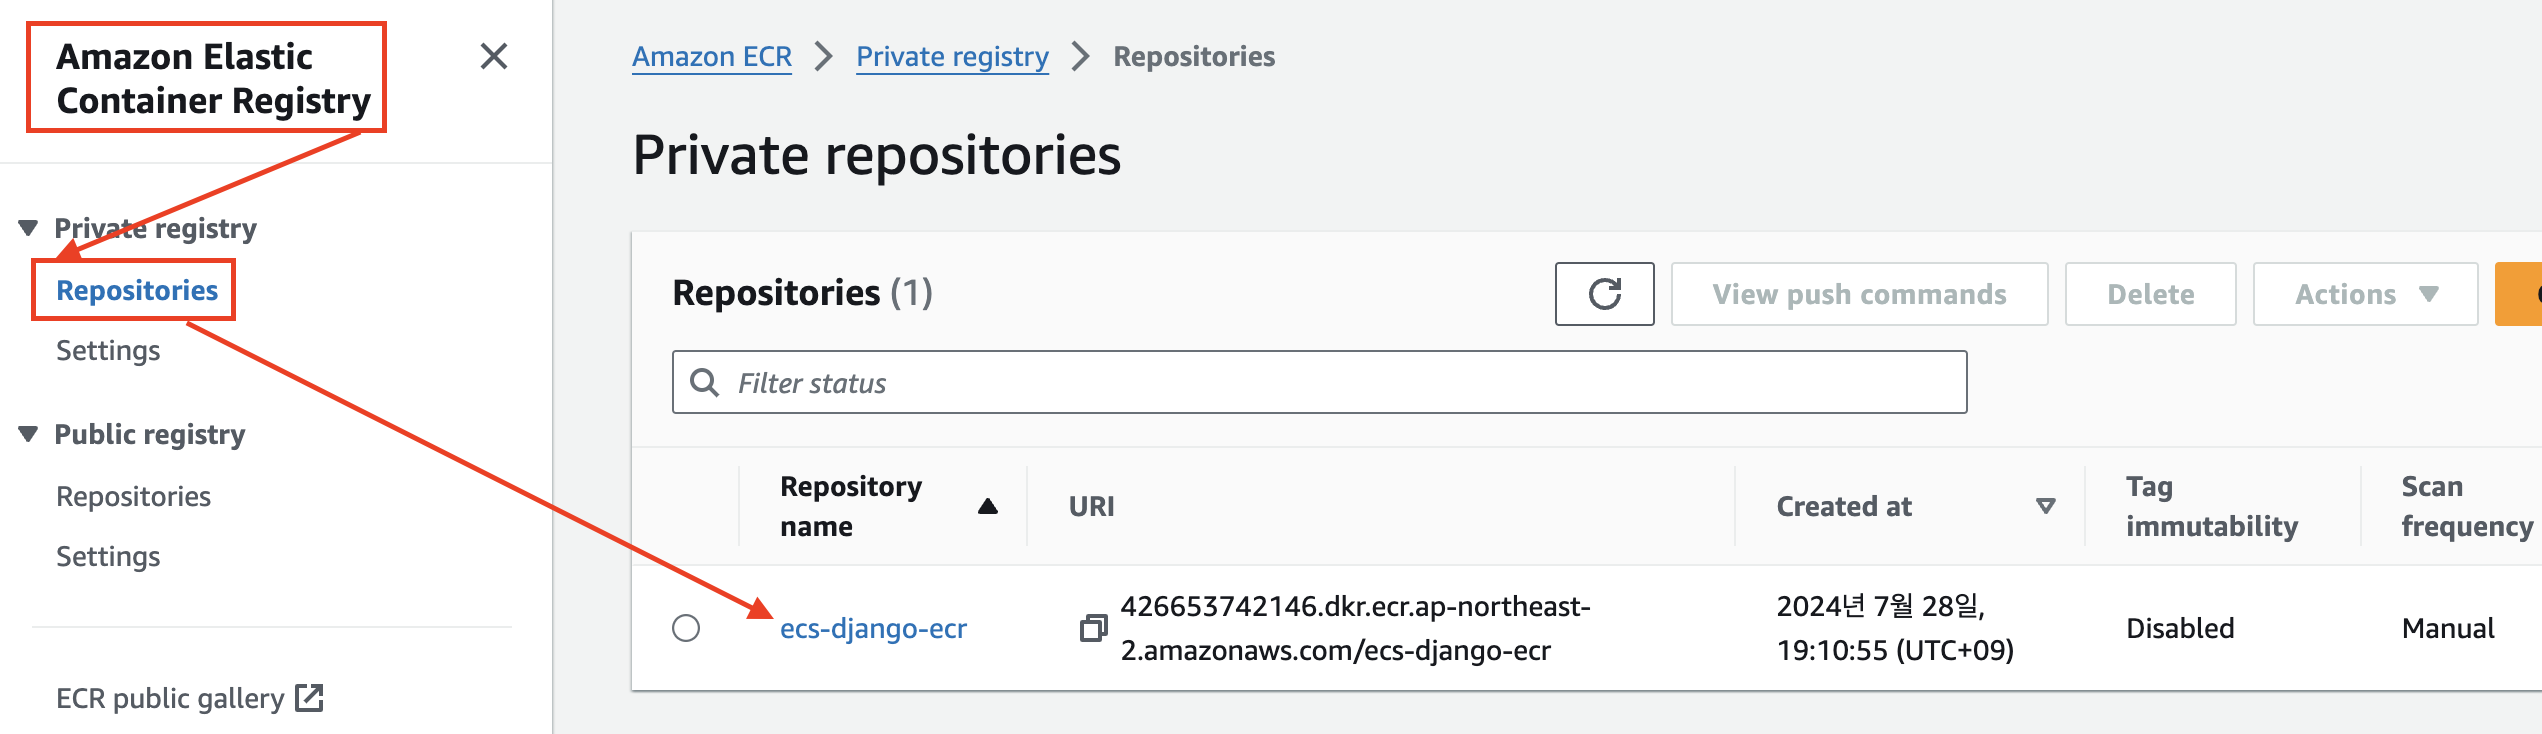 Amazon Elastic
Container Registry
Private registry
Repositories
Settings
Public registry
Repositories
Settings
ECR public gallery
Amazon ECR
Private registry
Repositories
Private repositories
Repositories (1)
View push commands
Delete
Actions
Filter status
Repository
name
URI
Created at
Tag
immutability
Scan
frequency
ecs-django-ecr
426653742146.dkr.ecr.ap-northeast-
2.amazonaws.com/ecs-django-ecr
2024년 7월 28일,
19:10:55 (UTC+09)
Disabled
Manual